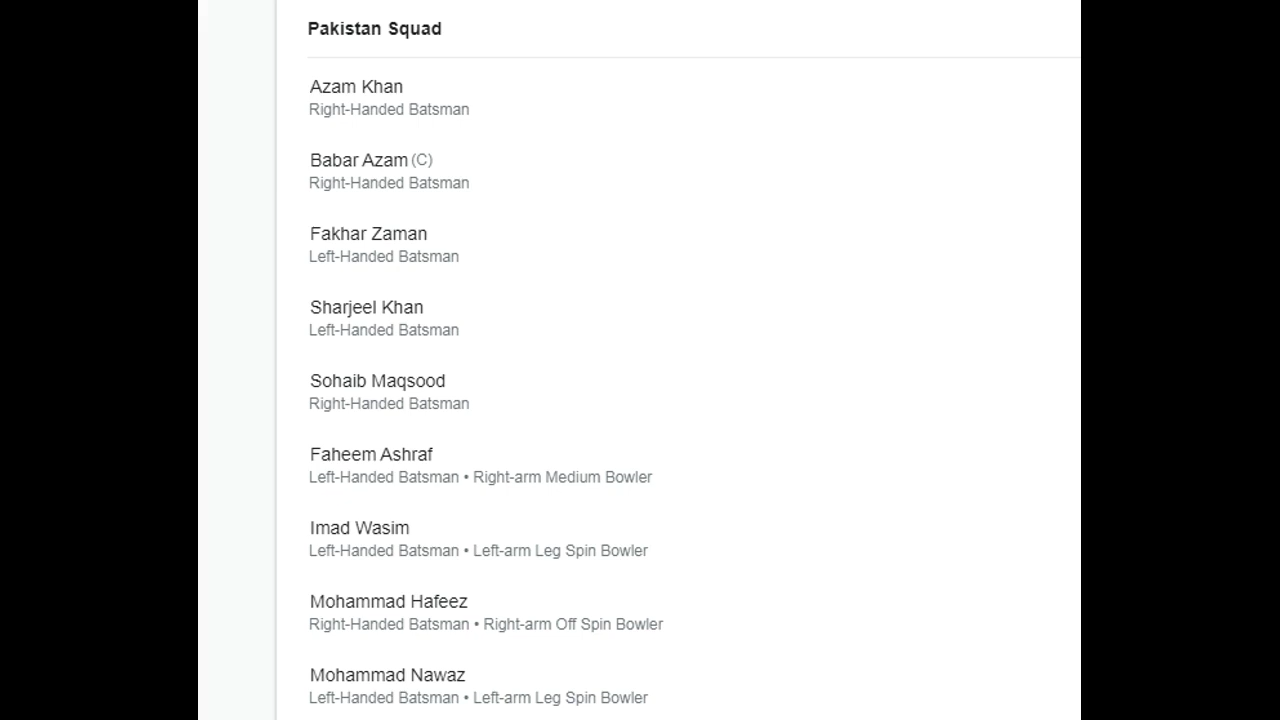 Pakistan Squad
Azam Khan
Right-Handed Batsman
Babar Azam (C)
Right-Handed Batsman
Fakhar Zaman
Left-Handed Batsman
Sharjeel Khan
Left-Handed Batsman
Sohaib Maqsood
Right-Handed Batsman
Faheem Ashraf
Left-Handed Batsman • Right-arm Medium Bowler
Imad Wasim
Left-Handed Batsman • Left-arm Leg Spin Bowler
Mohammad Hafeez
Right-Handed Batsman • Right-arm Off Spin Bowler
Mohammad Nawaz
Left-Handed Batsman • Left-arm Leg Spin Bowler